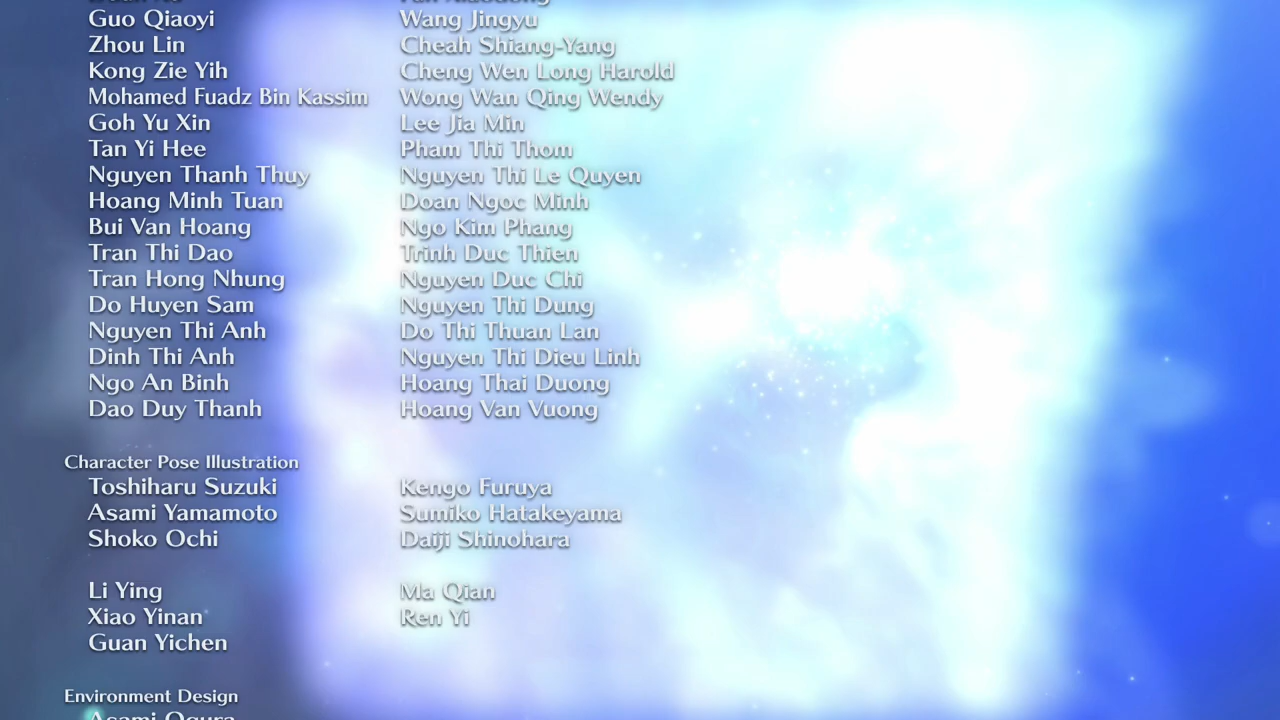 Guo Qiaoyi Wang Jingyu
Zhou Lin Cheah Shiang-Yang
Kong Zie Yih Cheng Wen Long Harold
Mohamed Fuadz Bin Kassim Wong Wan Qing Wendy
Goh Yu Xin Lee Jia Min
Tan Yi Hee Pham Thi Thom
Nguyen Thanh Thuy Nguyen Thi Le Quyen
Hoang Minh Tuan Doan Ngoc Minh
Bui Van Hoang Ngo Kim Phang
Tran Thi Dao Trinh Duc Thien
Tran Hong Nhung Nguyen Duc Chi
Do Huyen Sam Nguyen Thi Dung
Nguyen Thi Anh Do Thi Thuan Lan
Dinh Thi Anh Nguyen Thi Dieu Linh
Ngo An Binh Hoang Thai Duong
Dao Duy Thanh Hoang Van Vuong
Character Pose Illustration
Toshiharu Suzuki Kengo Furuya
Asami Yamamoto Sumiko Hatakeyama
Shoko Ochi Daiji Shinohara
Li Ying Ma Qian
Xiao Yinan Ren Yi
Guan Yichen
Environment Design
Asami Ogura